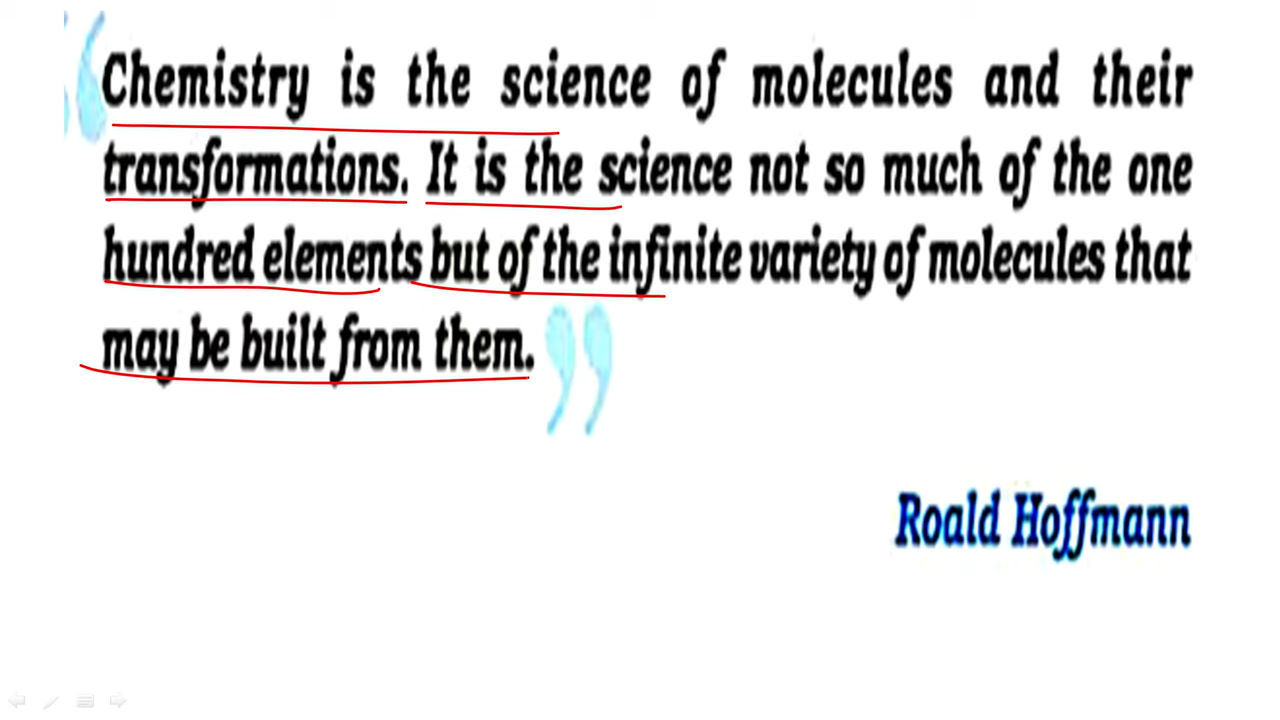 “Chemistry is the science of molecules and their
transformations. It is the science not so much of the one
hundred elements but of the infinite variety of molecules that
may be built from them.”
Roald Hoffmann